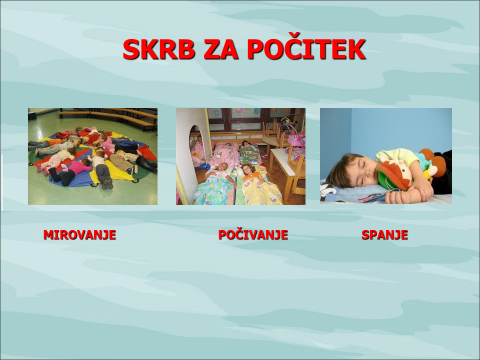 SKRB ZA POČITEK
MIROVANJE
POČIVANJE
SPANJE